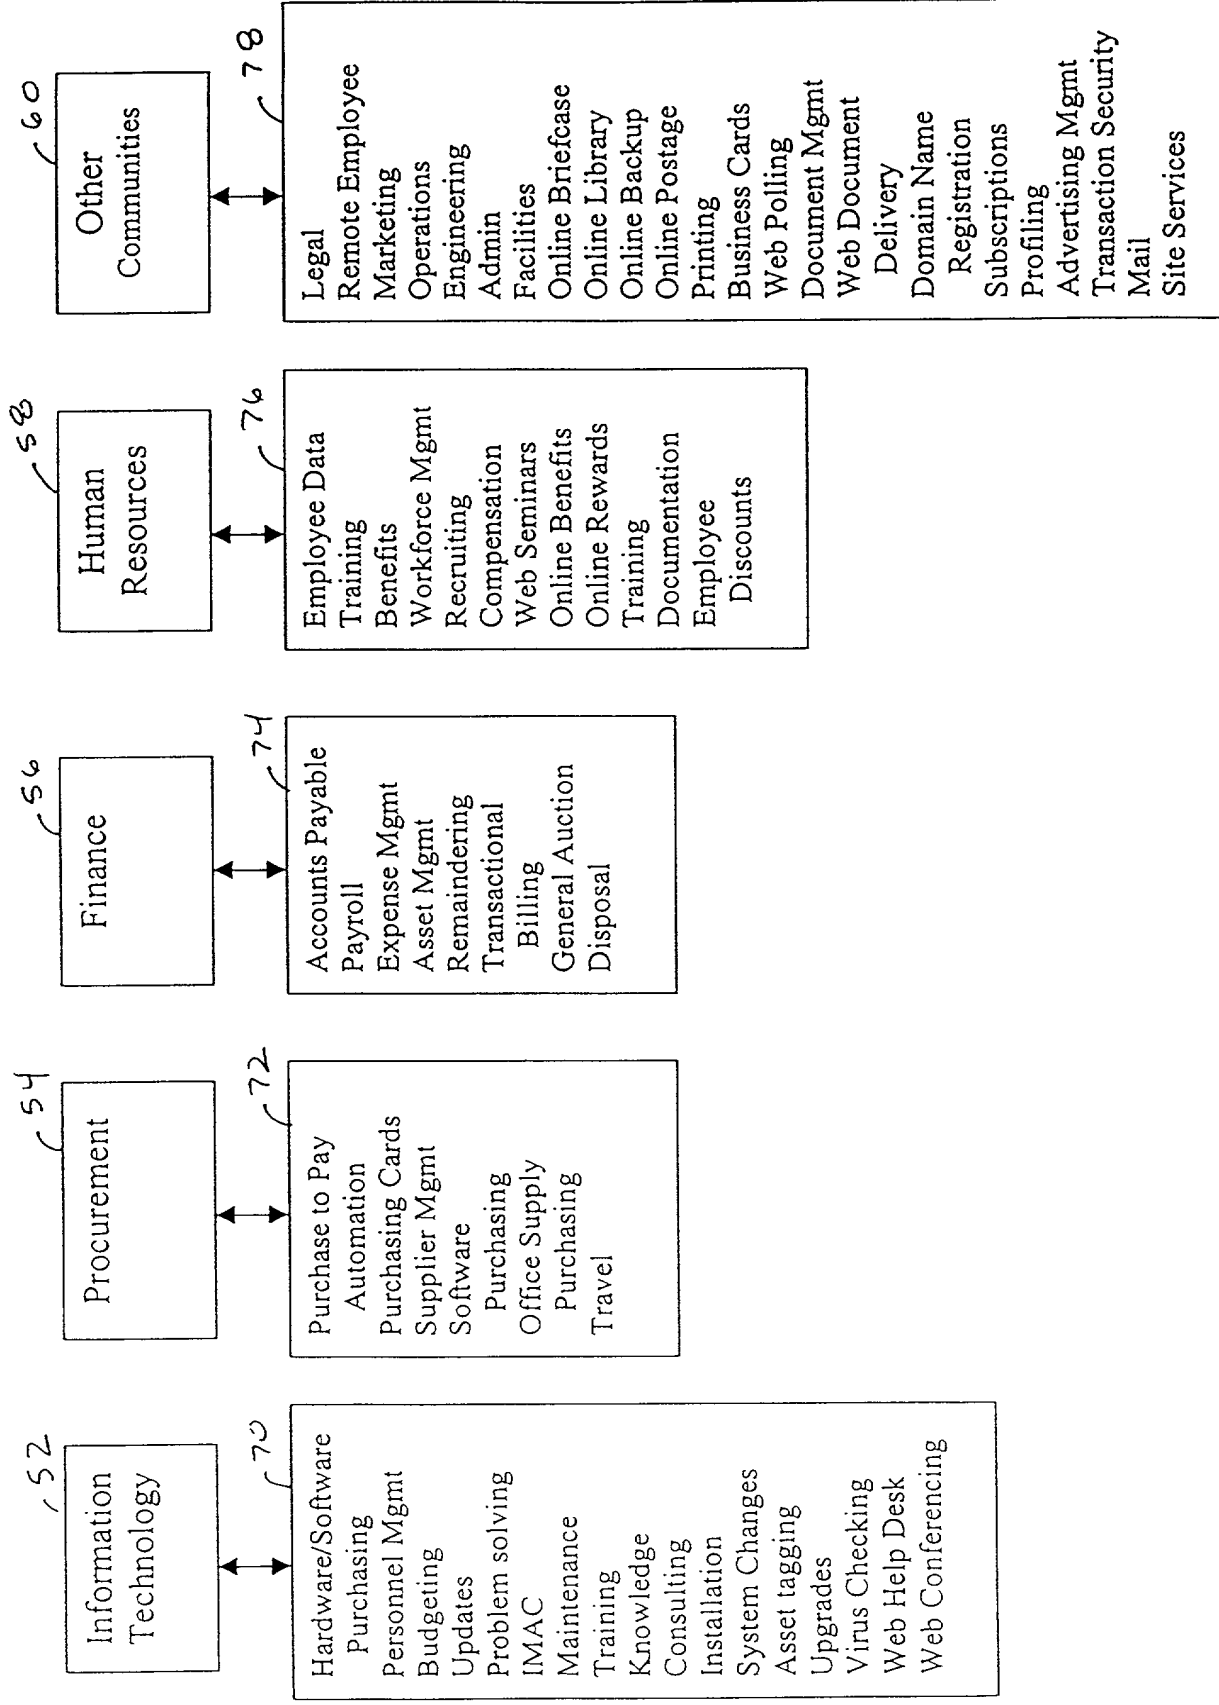 52
Information
Technology
70
Hardware/Software
Purchasing
Personnel Mgmt
Budgeting
Updates
Problem solving
IMAC
Maintenance
Training
Knowledge
Consulting
Installation
System Changes
Asset tagging
Upgrades
Virus Checking
Web Help Desk
Web Conferencing
54
Procurement
72
Purchase to Pay
Automation
Purchasing Cards
Supplier Mgmt
Software
Purchasing
Office Supply
Purchasing
Travel
56
Finance
74
Accounts Payable
Payroll
Expense Mgmt
Asset Mgmt
Remaindering
Transactional
Billing
General Auction
Disposal
58
Human
Resources
76
Employee Data
Training
Benefits
Workforce Mgmt
Recruiting
Compensation
Web Seminars
Online Benefits
Online Rewards
Training
Documentation
Employee
Discounts
60
Other
Communities
78
Legal
Remote Employee
Marketing
Operations
Engineering
Admin
Facilities
Online Briefcase
Online Library
Online Backup
Online Postage
Printing
Business Cards
Web Polling
Document Mgmt
Web Document
Delivery
Domain Name
Registration
Subscriptions
Profiling
Advertising Mgmt
Transaction Security
Mail
Site Services